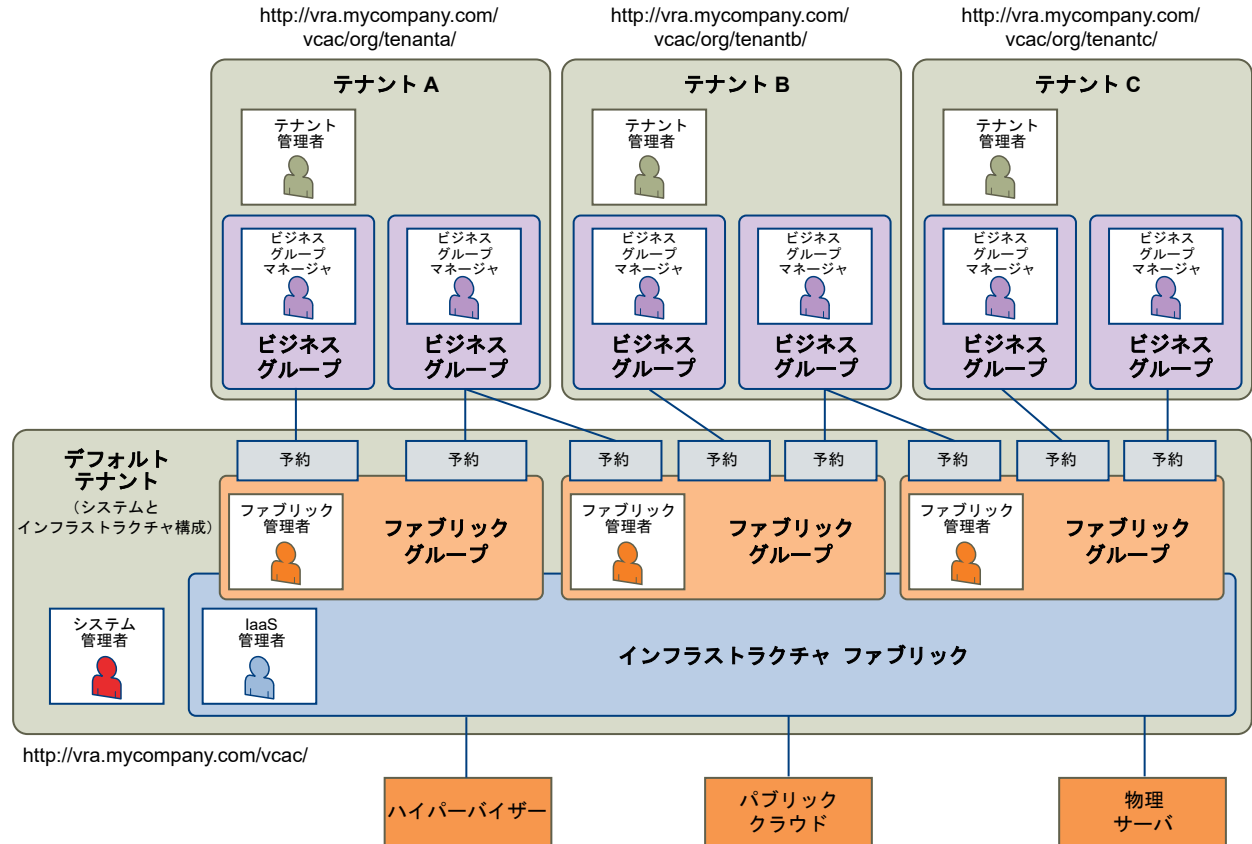 http://vra.mycompany.com/
vcac/org/tenanta/
http://vra.mycompany.com/
vcac/org/tenantb/
http://vra.mycompany.com/
vcac/org/tenantc/
テナント A
テナント B
テナント C
テナント
管理者
テナント
管理者
テナント
管理者
ビジネス
グループ
マネージャ
ビジネス
グループ
マネージャ
ビジネス
グループ
マネージャ
ビジネス
グループ
マネージャ
ビジネス
グループ
マネージャ
ビジネス
グループ
マネージャ
ビジネス
グループ
ビジネス
グループ
ビジネス
グループ
ビジネス
グループ
ビジネス
グループ
ビジネス
グループ
デフォルト
テナント
（システムと
インフラストラクチャ構成）
予約
予約
予約
予約
予約
予約
予約
予約
ファブリック
管理者
ファブリック
グループ
ファブリック
管理者
ファブリック
グループ
ファブリック
管理者
ファブリック
グループ
システム
管理者
IaaS
管理者
インフラストラクチャ ファブリック
http://vra.mycompany.com/vcac/
ハイパーバイザー
パブリック
クラウド
物理
サーバ